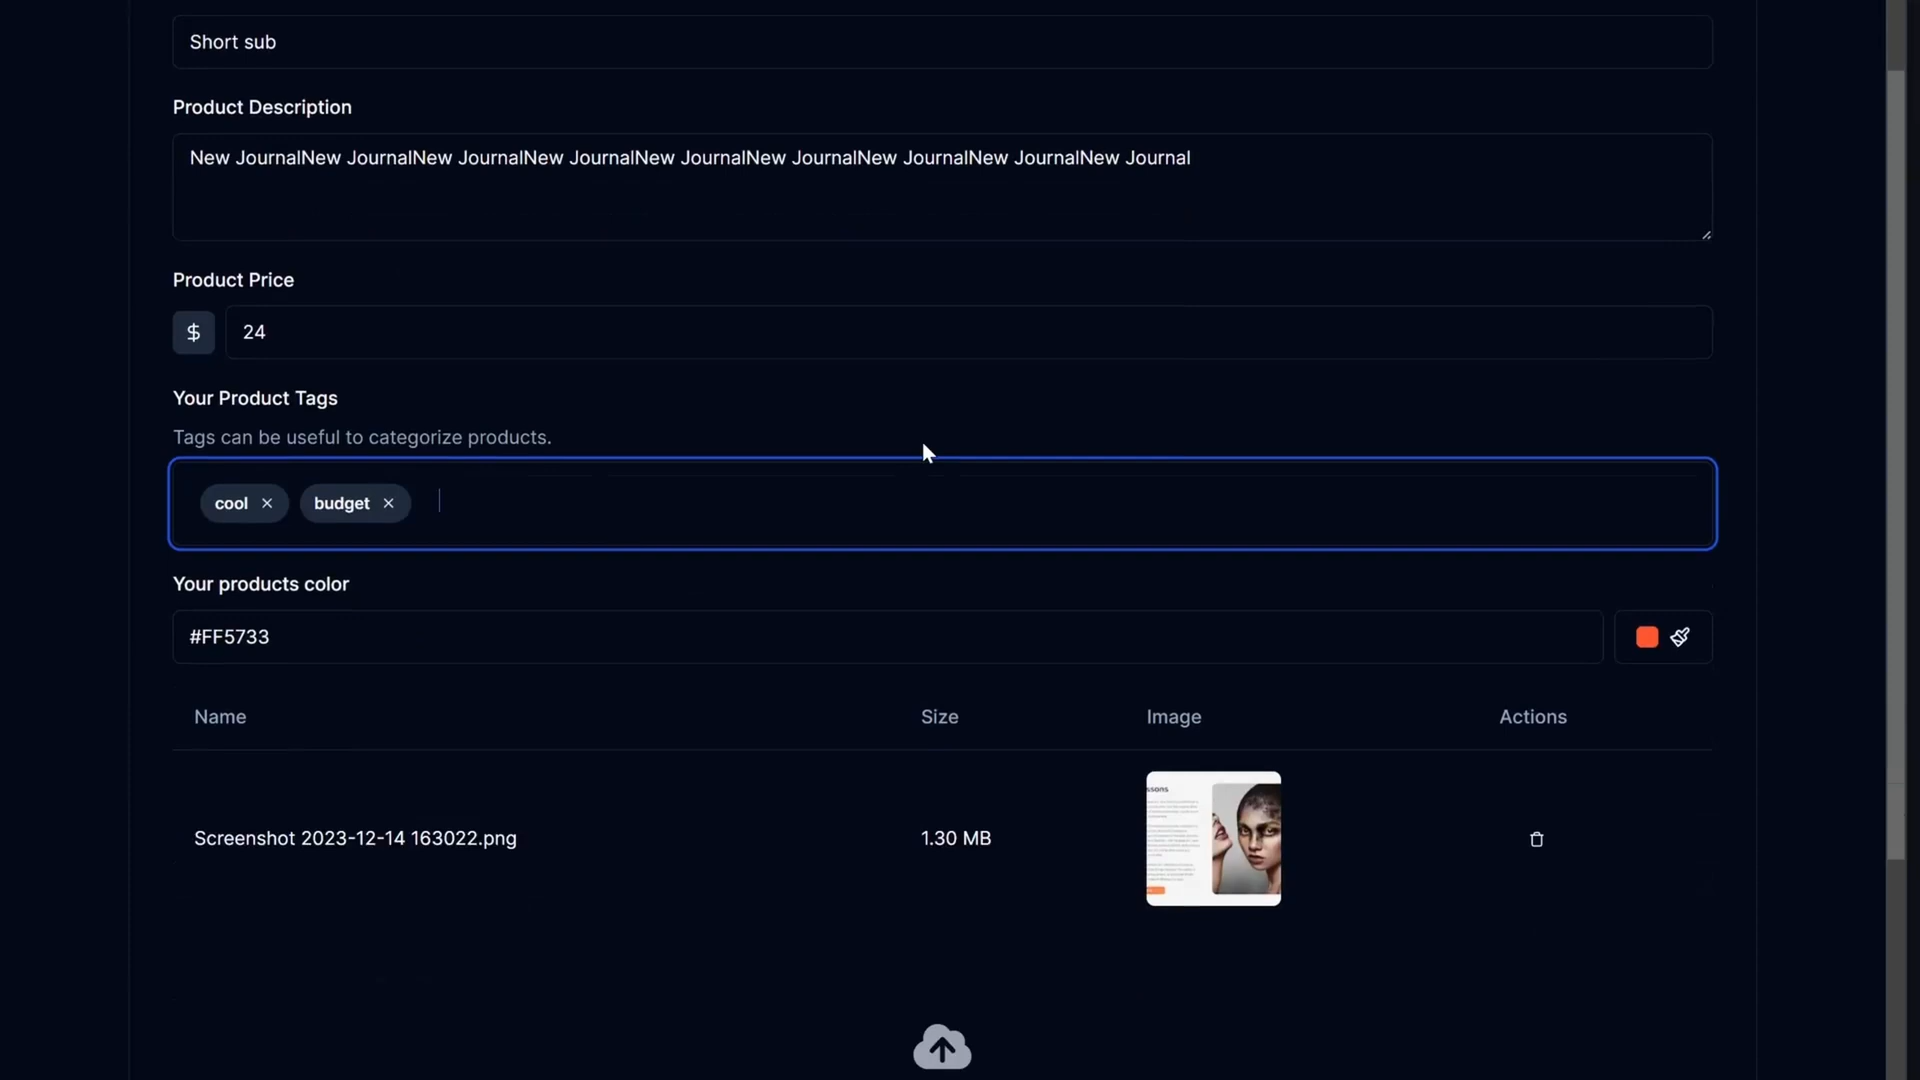 Short sub
Product Description
New JournalNew JournalNew JournalNew JournalNew JournalNew JournalNew JournalNew JournalNew Journal
Product Price
$ 24
Your Product Tags
Tags can be useful to categorize products.
cool × budget ×
Your products color
#FF5733
Name Size Image Actions
ssons
Screenshot 2023-12-14 163022.png 1.30 MB